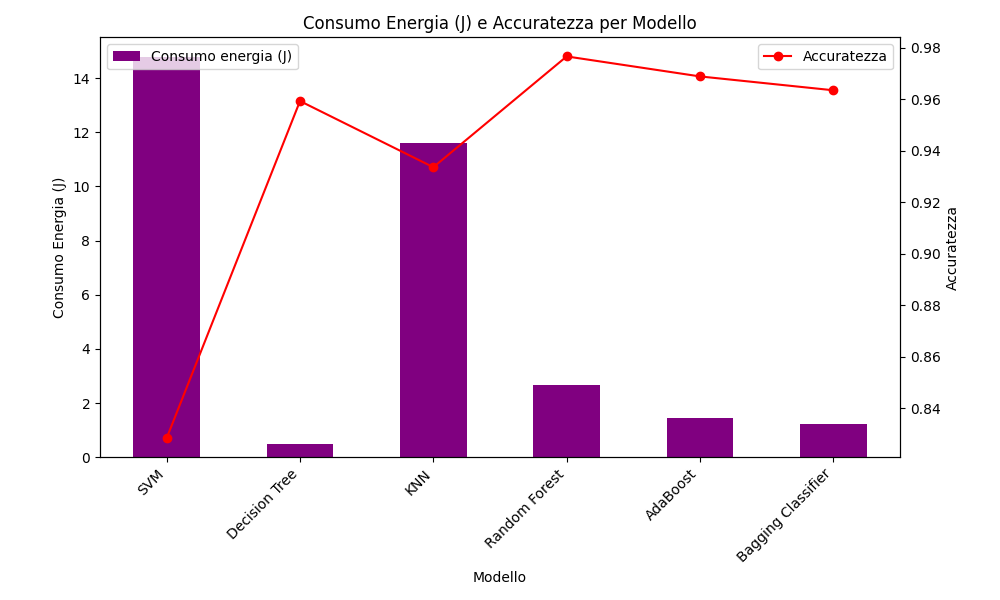 Consumo Energia (J) e Accuratezza per Modello
Consumo energia (J)
Accuratezza
14
12
10
8
6
4
2
0
Consumo Energia (J)
0.98
0.96
0.94
0.92
0.90
0.88
0.86
0.84
Accuratezza
SVM
Decision Tree
KNN
Random Forest
AdaBoost
Bagging Classifier
Modello